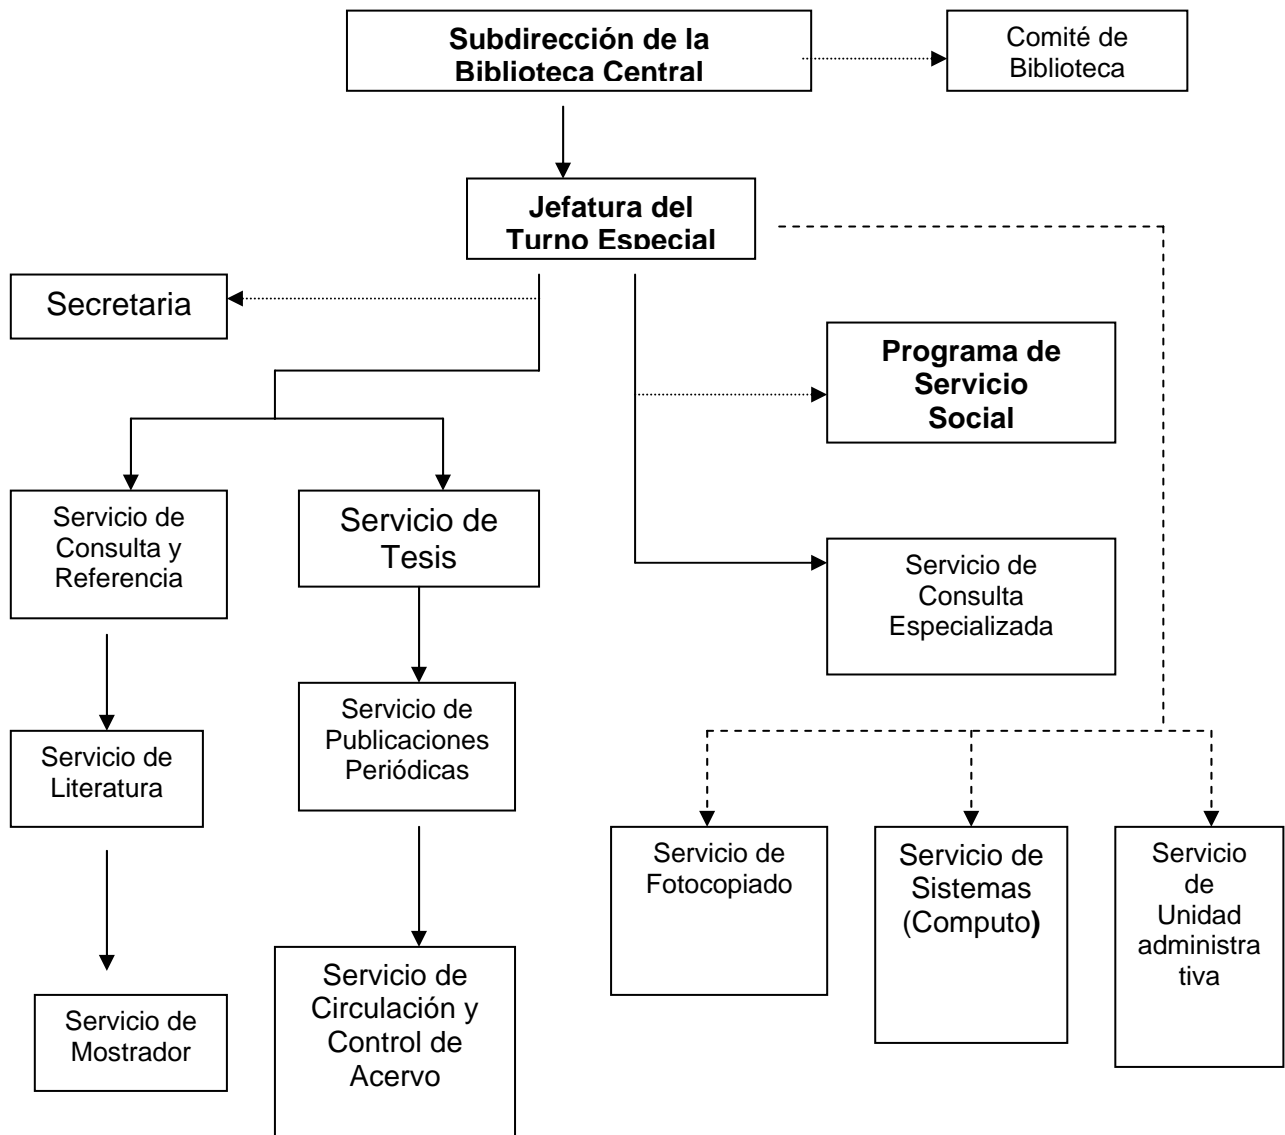 Subdirección de la
Biblioteca Central
Comité de
Biblioteca
Jefatura del
Turno Especial
Secretaria
Programa de
Servicio
Social
Servicio de
Consulta y
Referencia
Servicio de
Tesis
Servicio de
Consulta
Especializada
Servicio de
Literatura
Servicio de
Publicaciones
Periódicas
Servicio de
Fotocopiado
Servicio de
Sistemas
(Computo)
Servicio
de
Unidad
administra
tiva
Servicio de
Mostrador
Servicio de
Circulación y
Control de
Acervo